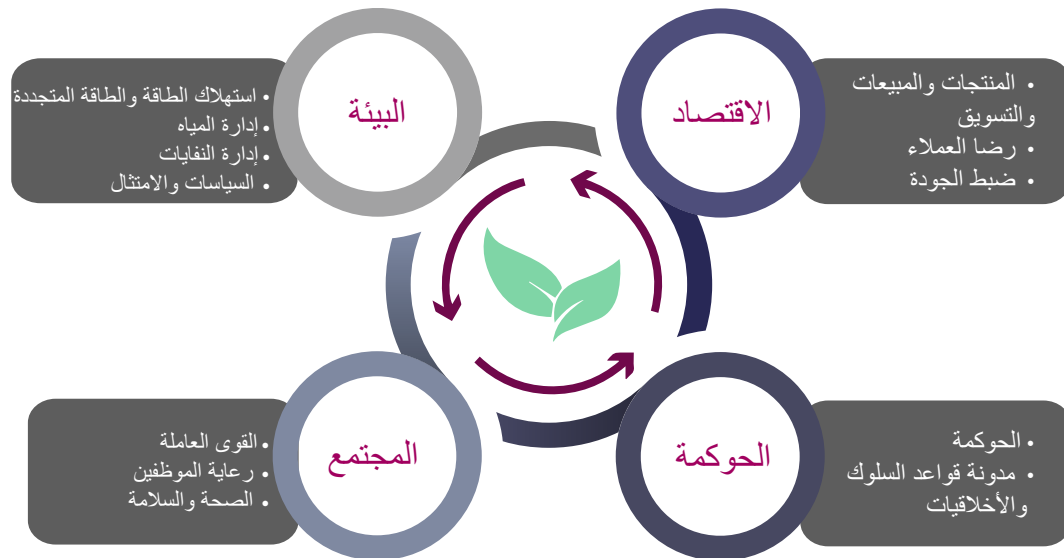 الاقتصاد
• المنتجات والمبيعات
والتسويق
• رضا العملاء
• ضبط الجودة
البيئة
• استهلاك الطاقة والطاقة المتجددة
• إدارة المياه
• إدارة النفايات
• السياسات والامتثال
الحوكمة
• الحوكمة
• مدونة قواعد السلوك
والأخلاقيات
المجتمع
• القوى العاملة
• رعاية الموظفين
• الصحة والسلامة